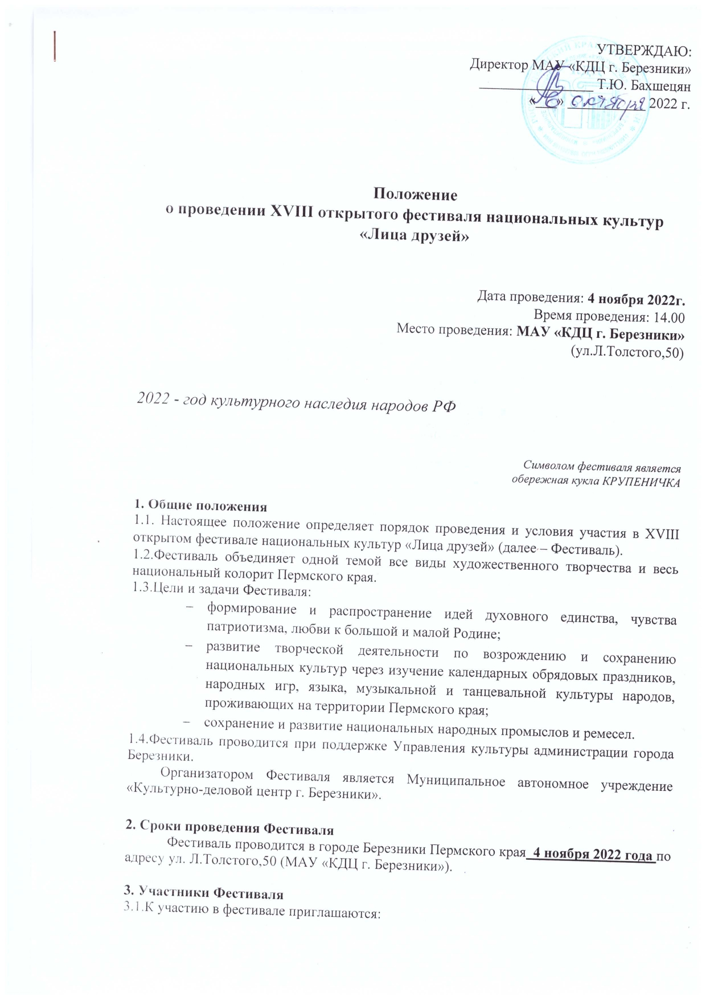 УТВЕРЖДАЮ:
Директор МАУ «КДЦ г. Березники»
____________________ Т.Ю. Бахшецян
«___» октября 2022 г.
Положение
о проведении XVIII открытого фестиваля национальных культур
«Лица друзей»
Дата проведения: 4 ноября 2022г.
Время проведения: 14.00
Место проведения: МАУ «КДЦ г. Березники»
(ул.Л.Толстого,50)
2022 - год культурного наследия народов РФ
Символом фестиваля является
обережная кукла КРУПЕНИЧКА
1. Общие положения
1.1. Настоящее положение определяет порядок проведения и условия участия в XVIII
открытом фестивале национальных культур «Лица друзей» (далее – Фестиваль).
1.2.Фестиваль объединяет одной темой все виды художественного творчества и весь
национальный колорит Пермского края.
1.3.Цели и задачи Фестиваля:
– формирование и распространение идей духовного единства, чувства
патриотизма, любви к большой и малой Родине;
– развитие творческой деятельности по возрождению и сохранению
национальных культур через изучение календарных обрядовых праздников,
народных игр, языка, музыкальной и танцевальной культуры народов,
проживающих на территории Пермского края;
– сохранение и развитие национальных народных промыслов и ремесел.
1.4.Фестиваль проводится при поддержке Управления культуры администрации города
Березники.
Организатором Фестиваля является Муниципальное автономное учреждение
«Культурно-деловой центр г. Березники».
2. Сроки проведения Фестиваля
Фестиваль проводится в городе Березники Пермского края 4 ноября 2022 года по
адресу ул. Л.Толстого,50 (МАУ «КДЦ г. Березники»).
3. Участники Фестиваля
3.1.К участию в фестивале приглашаются: